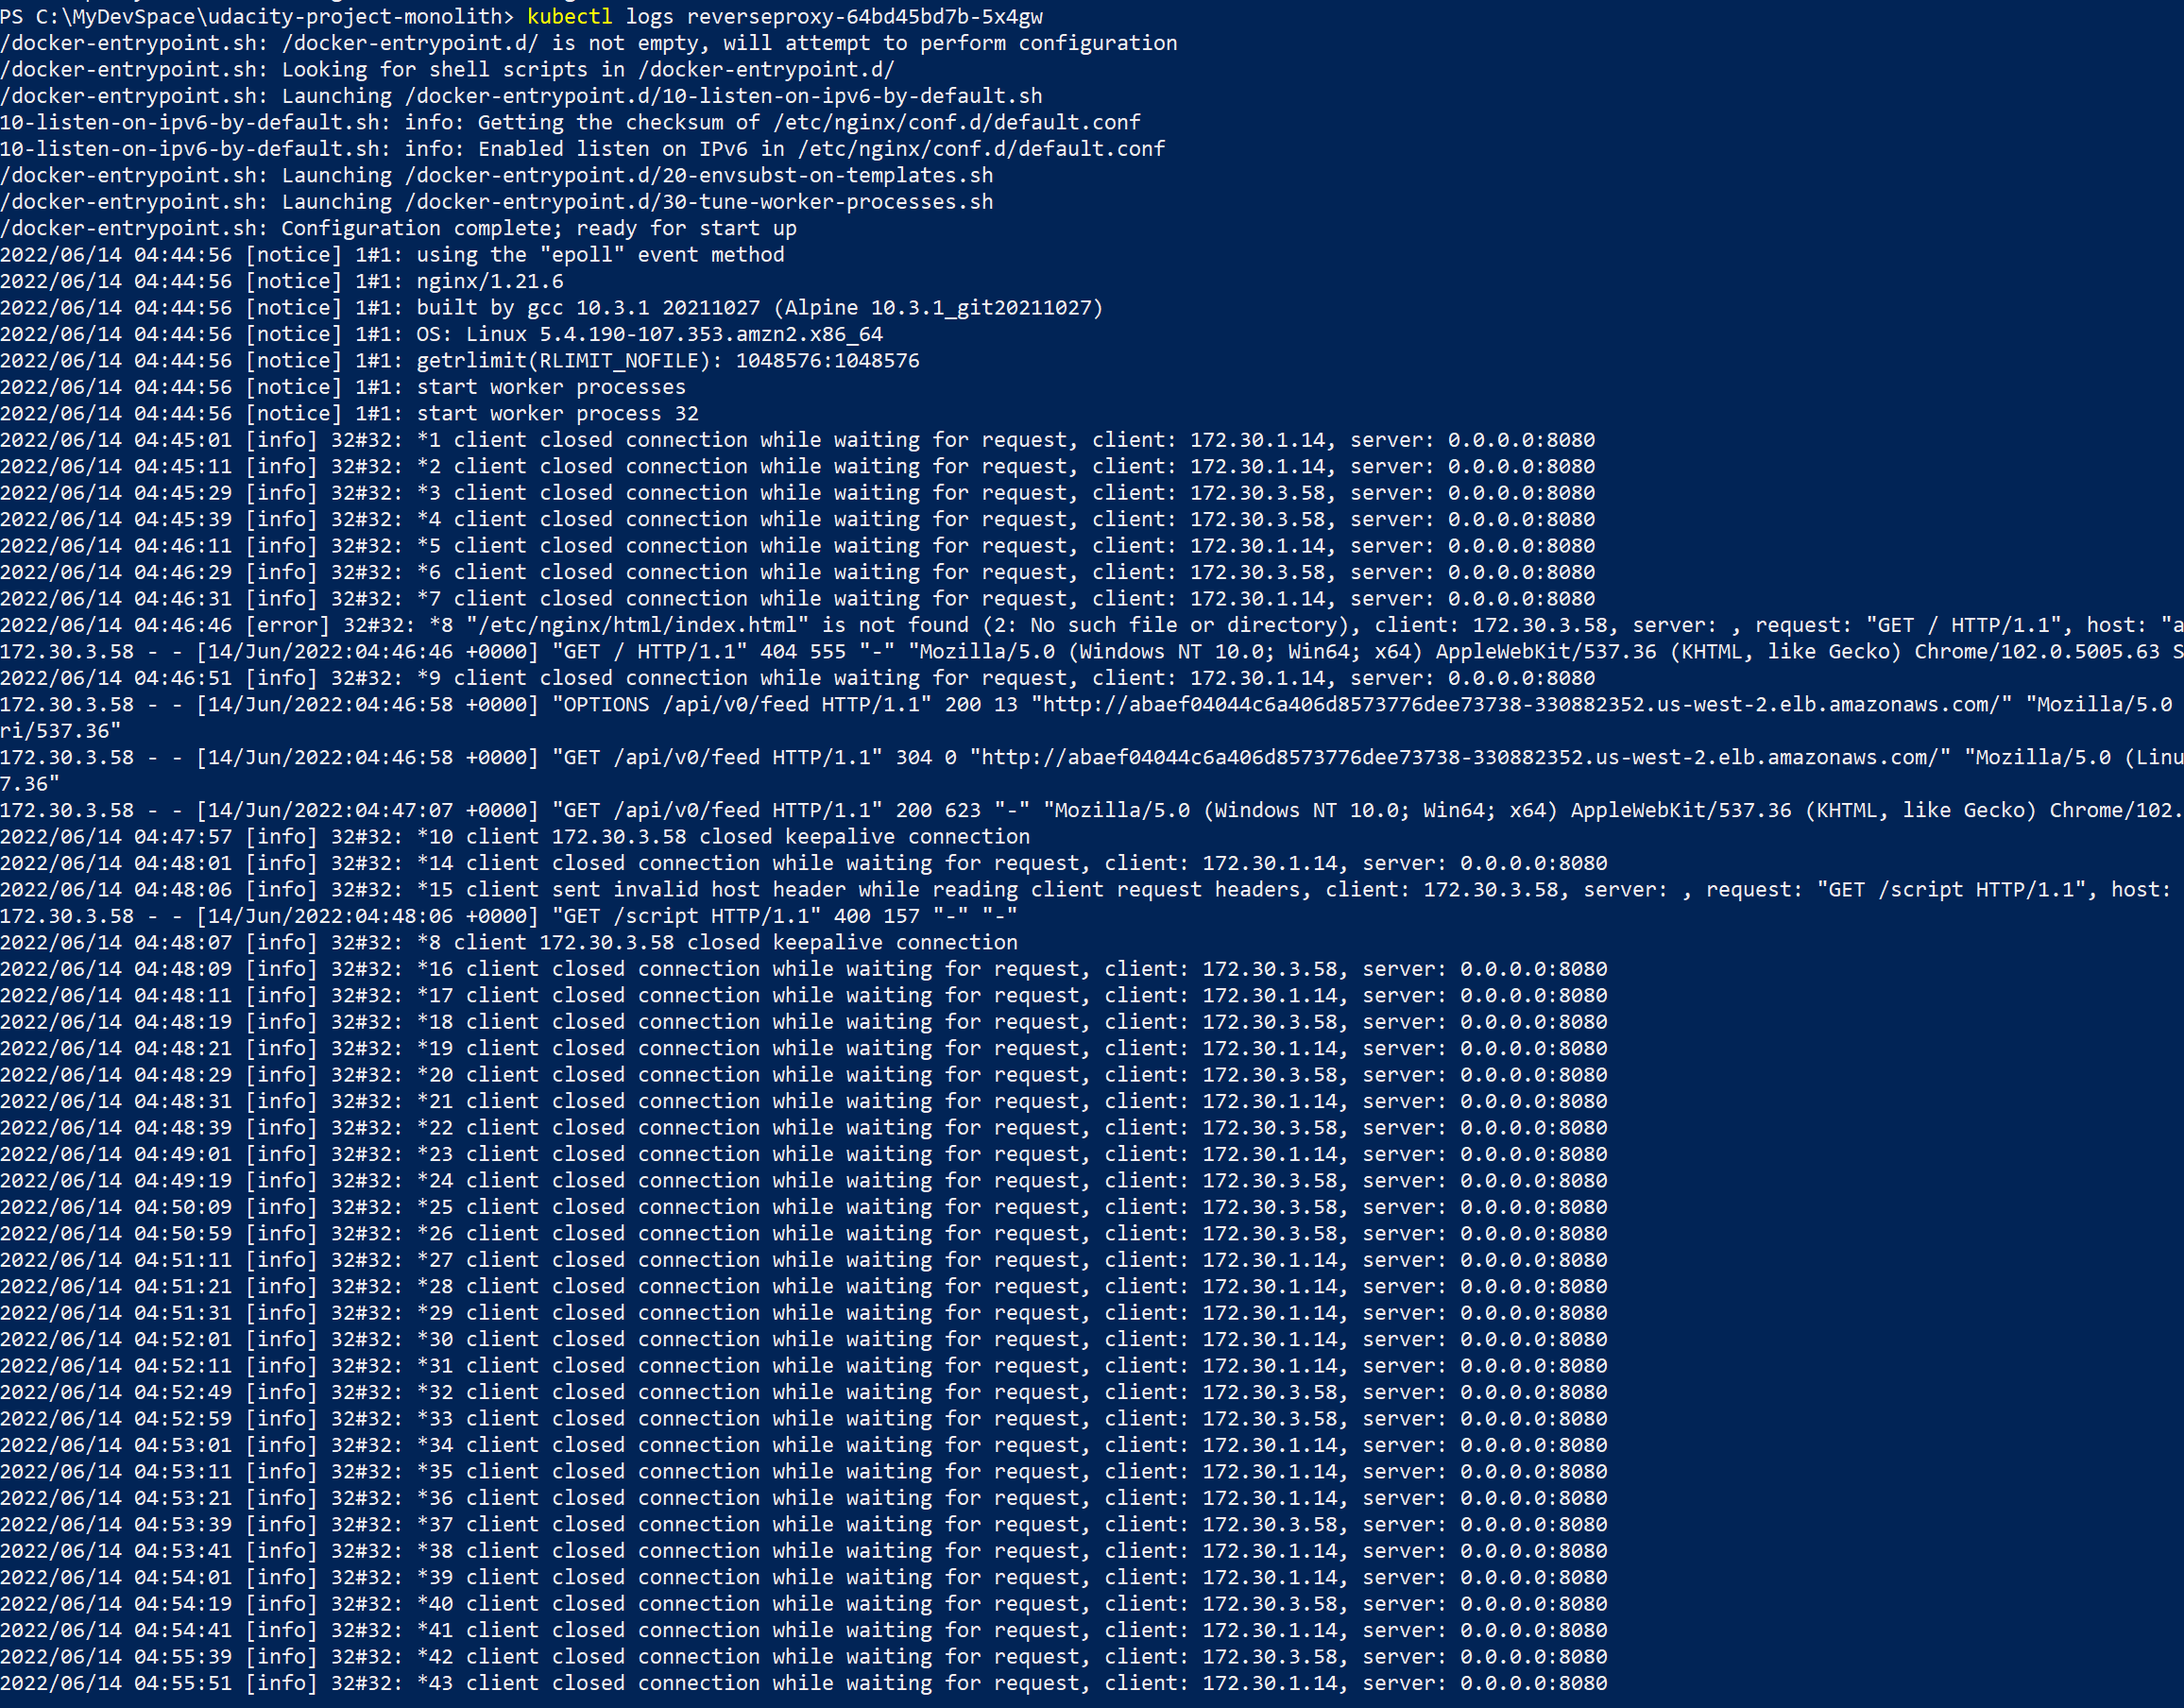 PS C:\MyDevSpace\udacity-project-monolith> kubectl logs reverseproxy-64bd45bd7b-5x4gw
/docker-entrypoint.sh: /docker-entrypoint.d/ is not empty, will attempt to perform configuration
/docker-entrypoint.sh: Looking for shell scripts in /docker-entrypoint.d/
/docker-entrypoint.sh: Launching /docker-entrypoint.d/10-listen-on-ipv6-by-default.sh
10-listen-on-ipv6-by-default.sh: info: Getting the checksum of /etc/nginx/conf.d/default.conf
10-listen-on-ipv6-by-default.sh: info: Enabled listen on IPv6 in /etc/nginx/conf.d/default.conf
/docker-entrypoint.sh: Launching /docker-entrypoint.d/20-envsubst-on-templates.sh
/docker-entrypoint.sh: Launching /docker-entrypoint.d/30-tune-worker-processes.sh
/docker-entrypoint.sh: Configuration complete; ready for start up
2022/06/14 04:44:56 [notice] 1#1: using the "epoll" event method
2022/06/14 04:44:56 [notice] 1#1: nginx/1.21.6
2022/06/14 04:44:56 [notice] 1#1: built by gcc 10.3.1 20211027 (Alpine 10.3.1_git20211027)
2022/06/14 04:44:56 [notice] 1#1: OS: Linux 5.4.190-107.353.amzn2.x86_64
2022/06/14 04:44:56 [notice] 1#1: getrlimit(RLIMIT_NOFILE): 1048576:1048576
2022/06/14 04:44:56 [notice] 1#1: start worker processes
2022/06/14 04:44:56 [notice] 1#1: start worker process 32
2022/06/14 04:45:01 [info] 32#32: *1 client closed connection while waiting for request, client: 172.30.1.14, server: 0.0.0.0:8080
2022/06/14 04:45:11 [info] 32#32: *2 client closed connection while waiting for request, client: 172.30.1.14, server: 0.0.0.0:8080
2022/06/14 04:45:29 [info] 32#32: *3 client closed connection while waiting for request, client: 172.30.3.58, server: 0.0.0.0:8080
2022/06/14 04:45:39 [info] 32#32: *4 client closed connection while waiting for request, client: 172.30.3.58, server: 0.0.0.0:8080
2022/06/14 04:46:11 [info] 32#32: *5 client closed connection while waiting for request, client: 172.30.1.14, server: 0.0.0.0:8080
2022/06/14 04:46:29 [info] 32#32: *6 client closed connection while waiting for request, client: 172.30.3.58, server: 0.0.0.0:8080
2022/06/14 04:46:31 [info] 32#32: *7 client closed connection while waiting for request, client: 172.30.1.14, server: 0.0.0.0:8080
2022/06/14 04:46:46 [error] 32#32: *8 "/etc/nginx/html/index.html" is not found (2: No such file or directory), client: 172.30.3.58, server: , request: "GET / HTTP/1.1", host: "a
172.30.3.58 - - [14/Jun/2022:04:46:46 +0000] "GET / HTTP/1.1" 404 555 "-" "Mozilla/5.0 (Windows NT 10.0; Win64; x64) AppleWebKit/537.36 (KHTML, like Gecko) Chrome/102.0.5005.63 S
2022/06/14 04:46:51 [info] 32#32: *9 client closed connection while waiting for request, client: 172.30.1.14, server: 0.0.0.0:8080
172.30.3.58 - - [14/Jun/2022:04:46:58 +0000] "OPTIONS /api/v0/feed HTTP/1.1" 200 13 "http://abaef04044c6a406d8573776dee73738-330882352.us-west-2.elb.amazonaws.com/" "Mozilla/5.0
ri/537.36"
172.30.3.58 - - [14/Jun/2022:04:46:58 +0000] "GET /api/v0/feed HTTP/1.1" 304 0 "http://abaef04044c6a406d8573776dee73738-330882352.us-west-2.elb.amazonaws.com/" "Mozilla/5.0 (Linu
7.36"
172.30.3.58 - - [14/Jun/2022:04:47:07 +0000] "GET /api/v0/feed HTTP/1.1" 200 623 "-" "Mozilla/5.0 (Windows NT 10.0; Win64; x64) AppleWebKit/537.36 (KHTML, like Gecko) Chrome/102.
2022/06/14 04:47:57 [info] 32#32: *10 client 172.30.3.58 closed keepalive connection
2022/06/14 04:48:01 [info] 32#32: *14 client closed connection while waiting for request, client: 172.30.1.14, server: 0.0.0.0:8080
2022/06/14 04:48:06 [info] 32#32: *15 client sent invalid host header while reading client request headers, client: 172.30.3.58, server: , request: "GET /script HTTP/1.1", host:
172.30.3.58 - - [14/Jun/2022:04:48:06 +0000] "GET /script HTTP/1.1" 400 157 "-" "-"
2022/06/14 04:48:07 [info] 32#32: *8 client 172.30.3.58 closed keepalive connection
2022/06/14 04:48:09 [info] 32#32: *16 client closed connection while waiting for request, client: 172.30.3.58, server: 0.0.0.0:8080
2022/06/14 04:48:11 [info] 32#32: *17 client closed connection while waiting for request, client: 172.30.1.14, server: 0.0.0.0:8080
2022/06/14 04:48:19 [info] 32#32: *18 client closed connection while waiting for request, client: 172.30.3.58, server: 0.0.0.0:8080
2022/06/14 04:48:21 [info] 32#32: *19 client closed connection while waiting for request, client: 172.30.1.14, server: 0.0.0.0:8080
2022/06/14 04:48:29 [info] 32#32: *20 client closed connection while waiting for request, client: 172.30.3.58, server: 0.0.0.0:8080
2022/06/14 04:48:31 [info] 32#32: *21 client closed connection while waiting for request, client: 172.30.1.14, server: 0.0.0.0:8080
2022/06/14 04:48:39 [info] 32#32: *22 client closed connection while waiting for request, client: 172.30.3.58, server: 0.0.0.0:8080
2022/06/14 04:49:01 [info] 32#32: *23 client closed connection while waiting for request, client: 172.30.1.14, server: 0.0.0.0:8080
2022/06/14 04:49:19 [info] 32#32: *24 client closed connection while waiting for request, client: 172.30.3.58, server: 0.0.0.0:8080
2022/06/14 04:50:09 [info] 32#32: *25 client closed connection while waiting for request, client: 172.30.3.58, server: 0.0.0.0:8080
2022/06/14 04:50:59 [info] 32#32: *26 client closed connection while waiting for request, client: 172.30.3.58, server: 0.0.0.0:8080
2022/06/14 04:51:11 [info] 32#32: *27 client closed connection while waiting for request, client: 172.30.1.14, server: 0.0.0.0:8080
2022/06/14 04:51:21 [info] 32#32: *28 client closed connection while waiting for request, client: 172.30.1.14, server: 0.0.0.0:8080
2022/06/14 04:51:31 [info] 32#32: *29 client closed connection while waiting for request, client: 172.30.1.14, server: 0.0.0.0:8080
2022/06/14 04:52:01 [info] 32#32: *30 client closed connection while waiting for request, client: 172.30.1.14, server: 0.0.0.0:8080
2022/06/14 04:52:11 [info] 32#32: *31 client closed connection while waiting for request, client: 172.30.1.14, server: 0.0.0.0:8080
2022/06/14 04:52:49 [info] 32#32: *32 client closed connection while waiting for request, client: 172.30.3.58, server: 0.0.0.0:8080
2022/06/14 04:52:59 [info] 32#32: *33 client closed connection while waiting for request, client: 172.30.3.58, server: 0.0.0.0:8080
2022/06/14 04:53:01 [info] 32#32: *34 client closed connection while waiting for request, client: 172.30.1.14, server: 0.0.0.0:8080
2022/06/14 04:53:11 [info] 32#32: *35 client closed connection while waiting for request, client: 172.30.1.14, server: 0.0.0.0:8080
2022/06/14 04:53:21 [info] 32#32: *36 client closed connection while waiting for request, client: 172.30.1.14, server: 0.0.0.0:8080
2022/06/14 04:53:39 [info] 32#32: *37 client closed connection while waiting for request, client: 172.30.3.58, server: 0.0.0.0:8080
2022/06/14 04:53:41 [info] 32#32: *38 client closed connection while waiting for request, client: 172.30.1.14, server: 0.0.0.0:8080
2022/06/14 04:54:01 [info] 32#32: *39 client closed connection while waiting for request, client: 172.30.1.14, server: 0.0.0.0:8080
2022/06/14 04:54:19 [info] 32#32: *40 client closed connection while waiting for request, client: 172.30.3.58, server: 0.0.0.0:8080
2022/06/14 04:54:41 [info] 32#32: *41 client closed connection while waiting for request, client: 172.30.1.14, server: 0.0.0.0:8080
2022/06/14 04:55:39 [info] 32#32: *42 client closed connection while waiting for request, client: 172.30.3.58, server: 0.0.0.0:8080
2022/06/14 04:55:51 [info] 32#32: *43 client closed connection while waiting for request, client: 172.30.1.14, server: 0.0.0.0:8080